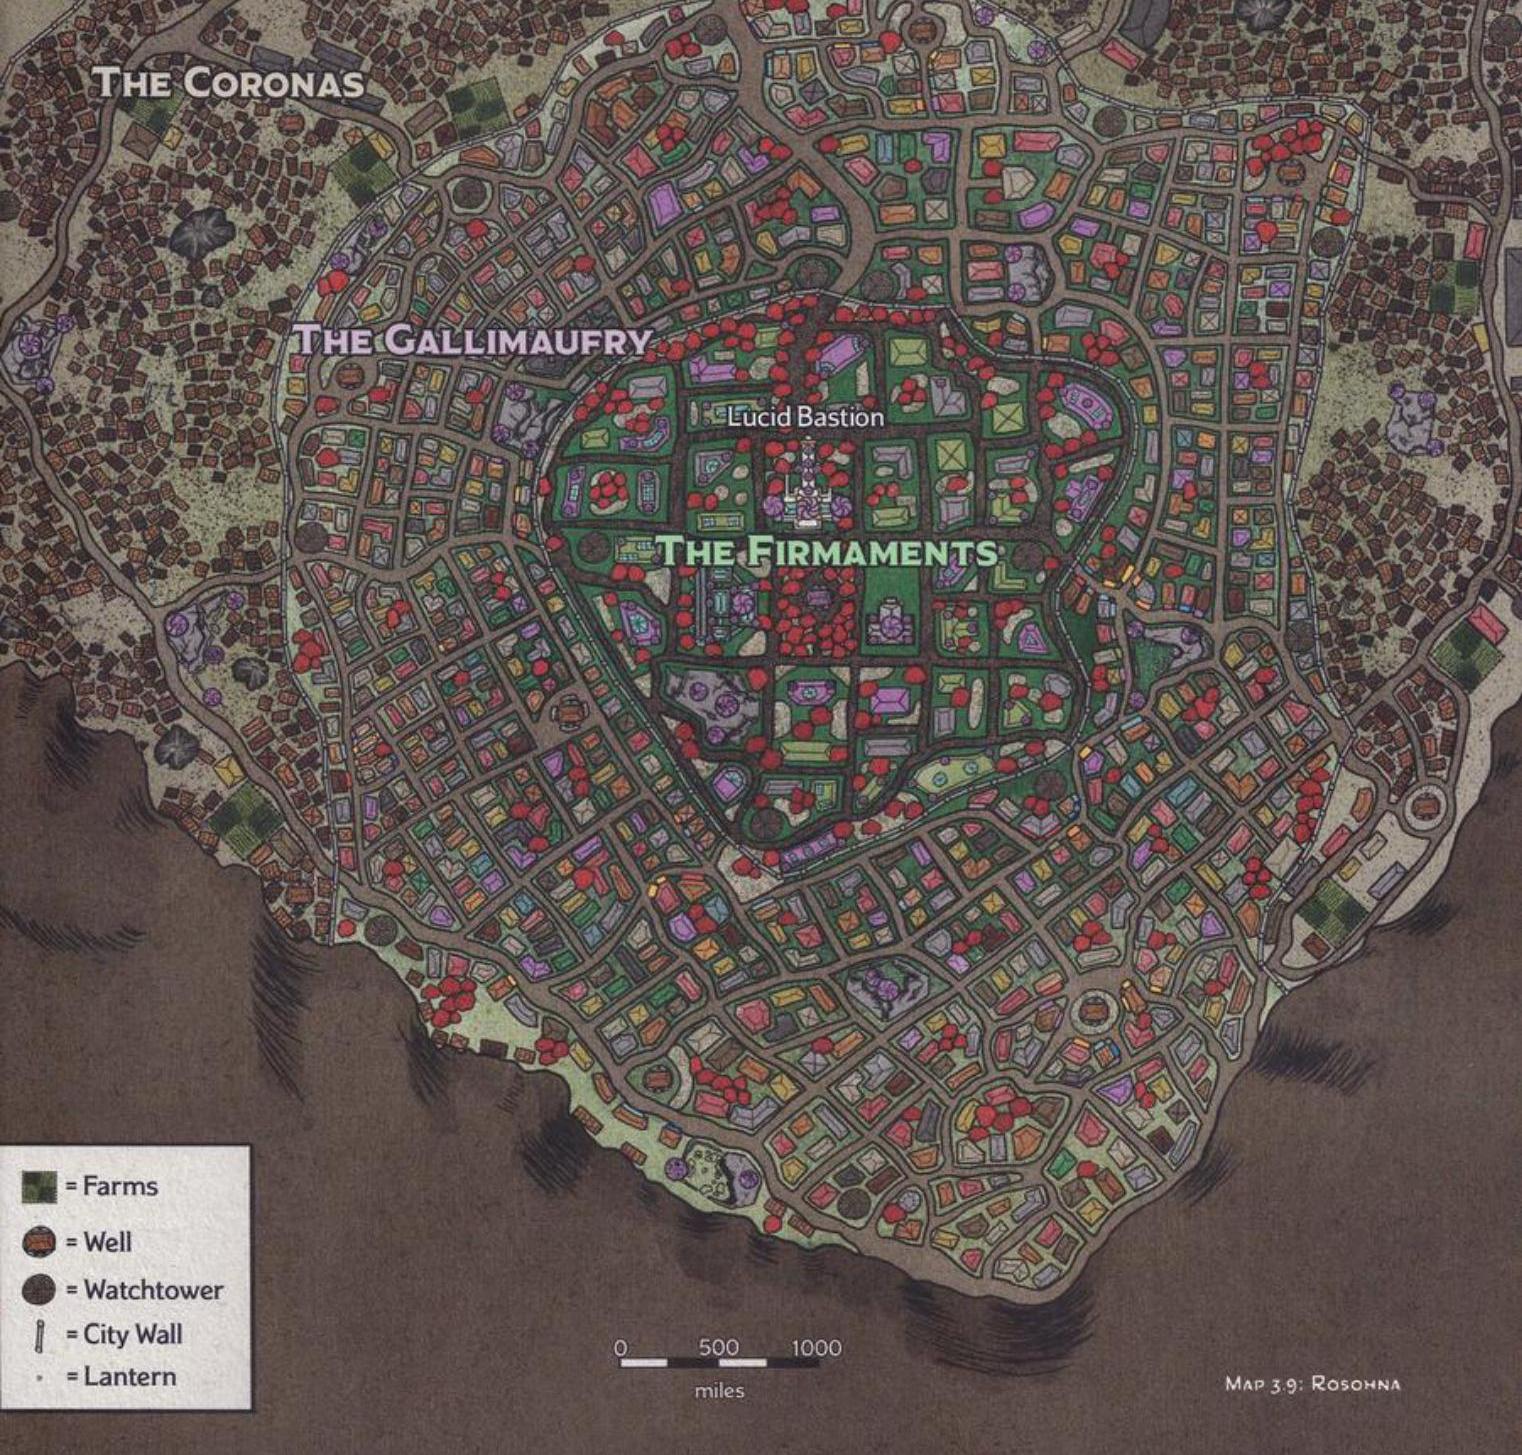 THE CORONAS
THE GALLIMAUFRY
Lucid Bastion
THE FIRMAMENTS
= Farms
= Well
= Watchtower
= City Wall
= Lantern
0 500 1000
miles
MAP 3.9: ROSOHNA